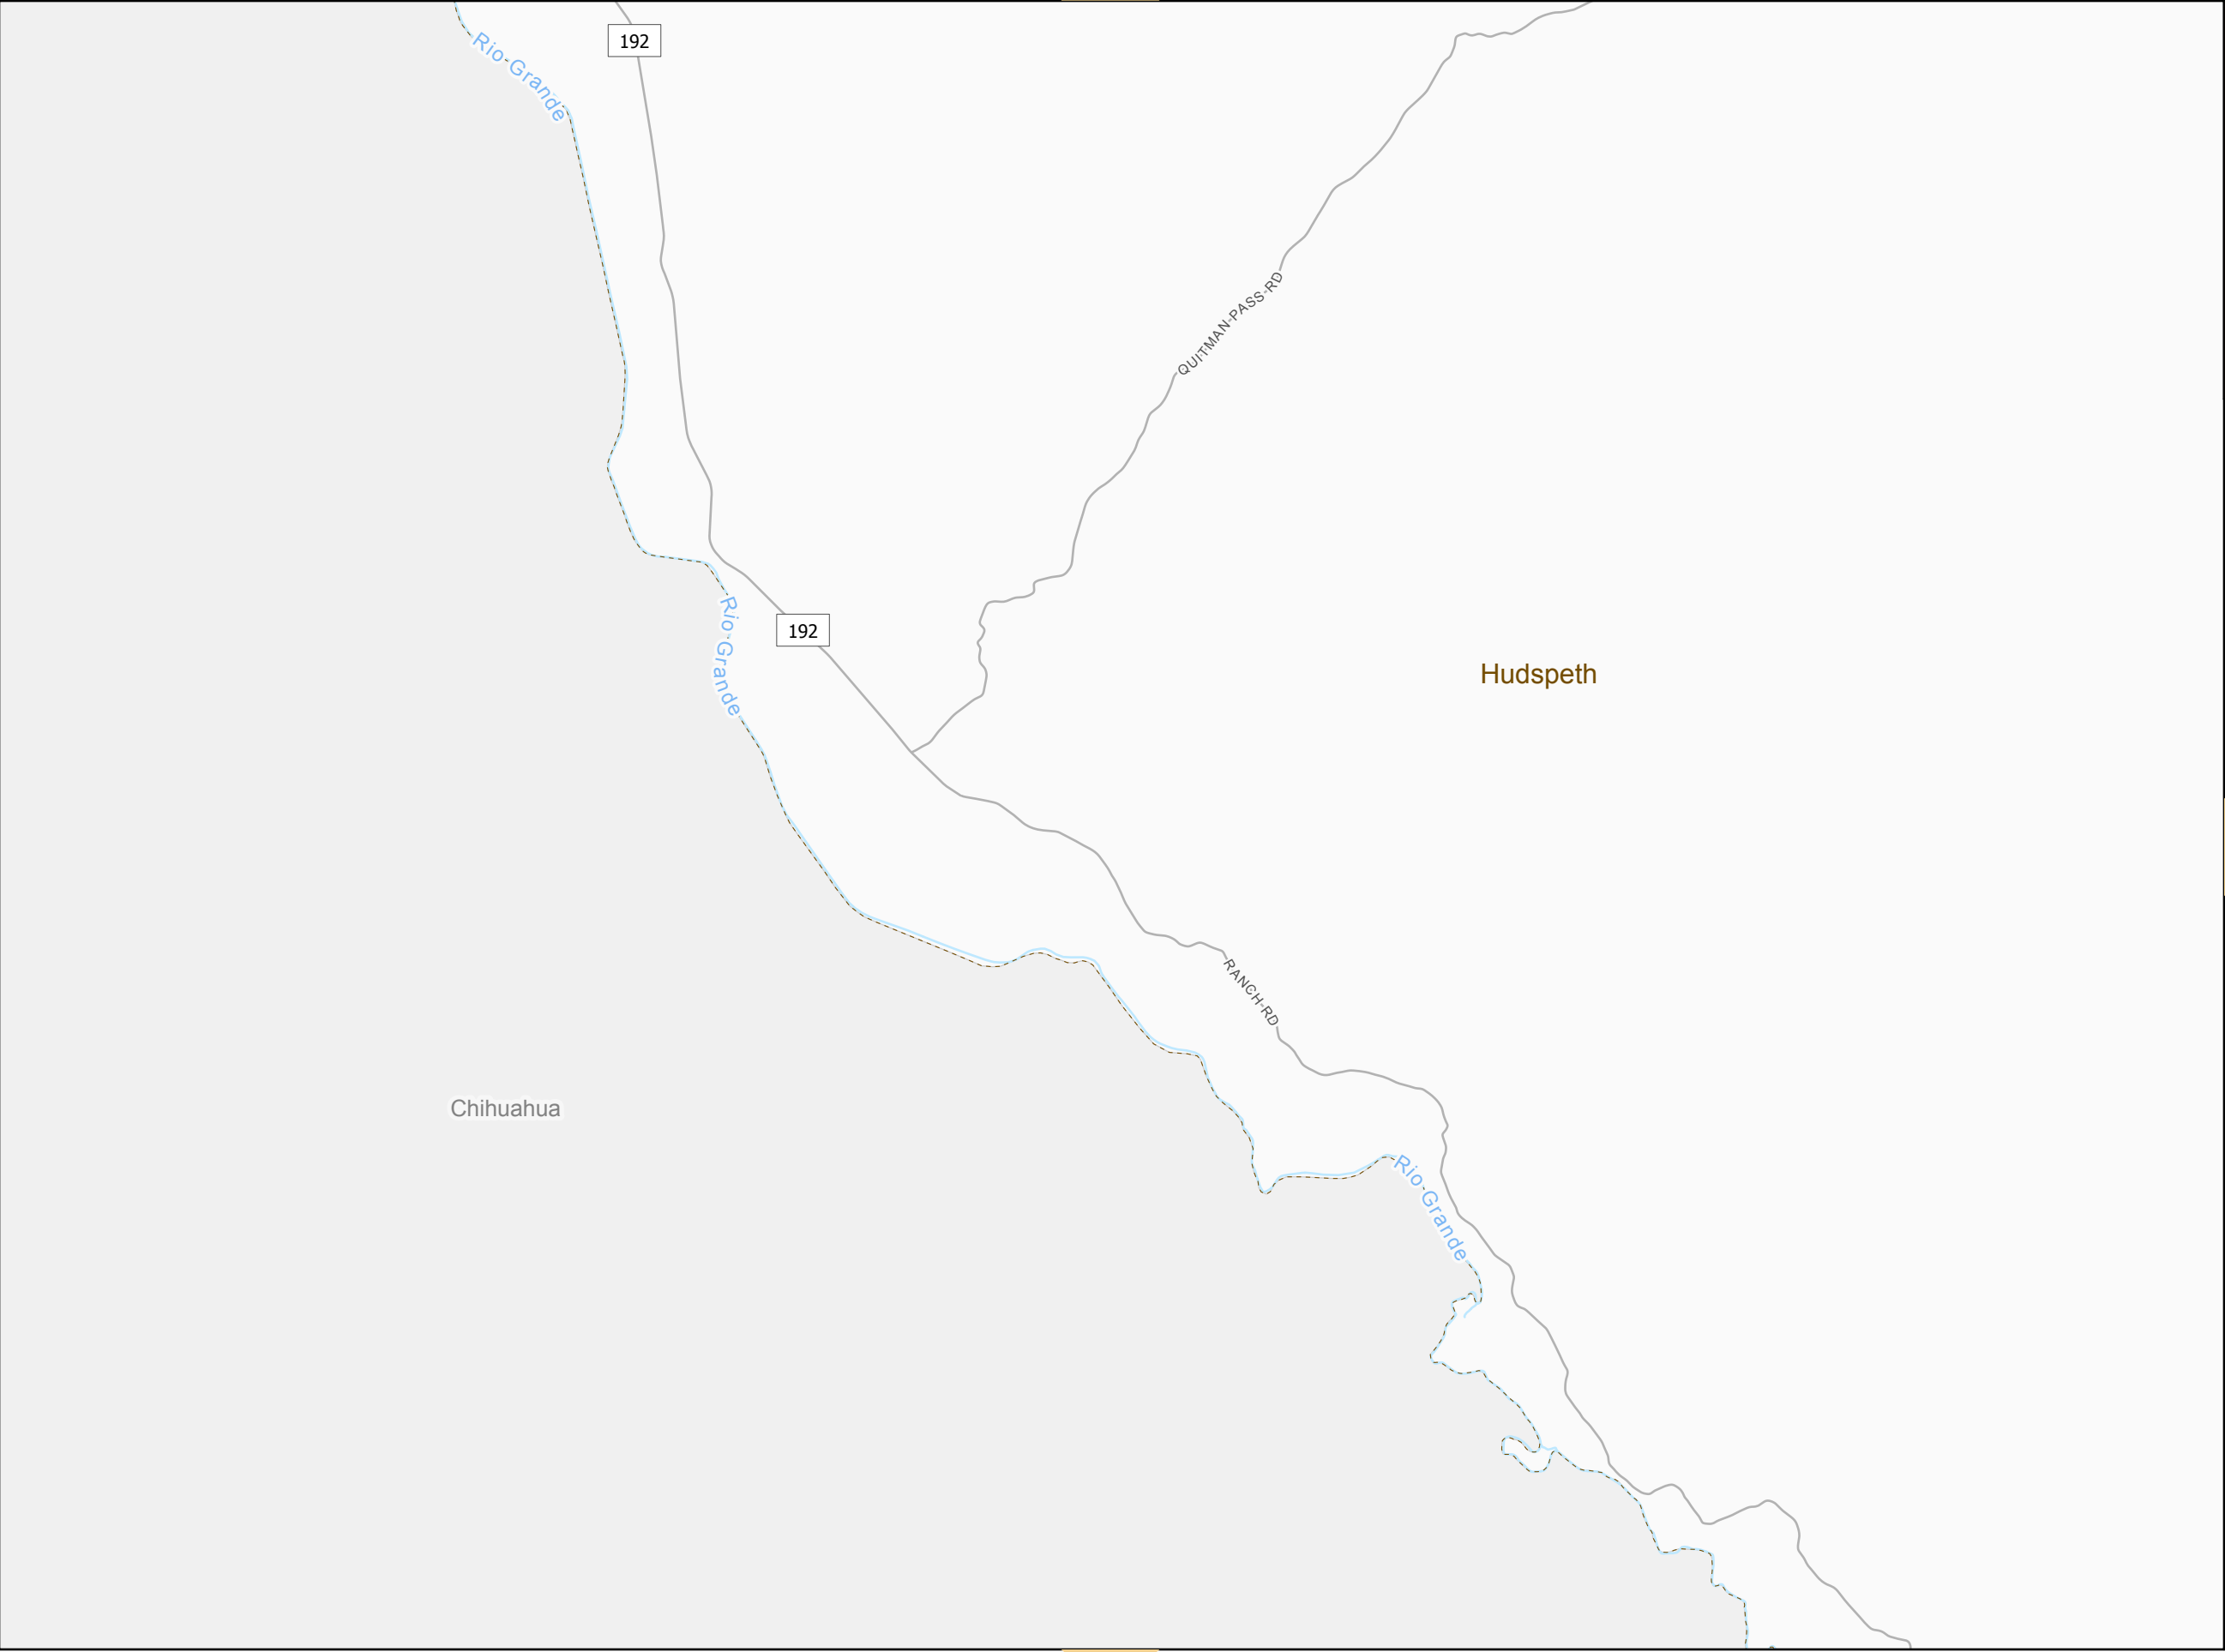 192
Rio Grande
QUITMAN-PASS-RD
Rio Grande
192
Hudspeth
RANCH-RD
Chihuahua
Rio Grande